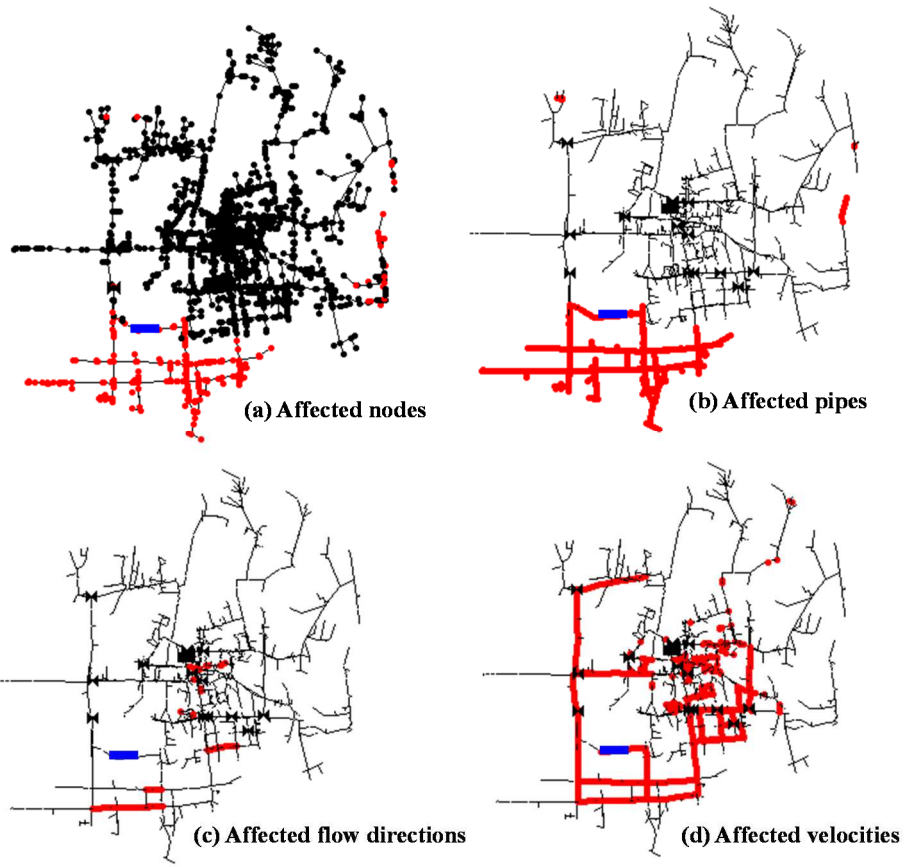 (a) Affected nodes
(b) Affected pipes
(c) Affected flow directions
(d) Affected velocities